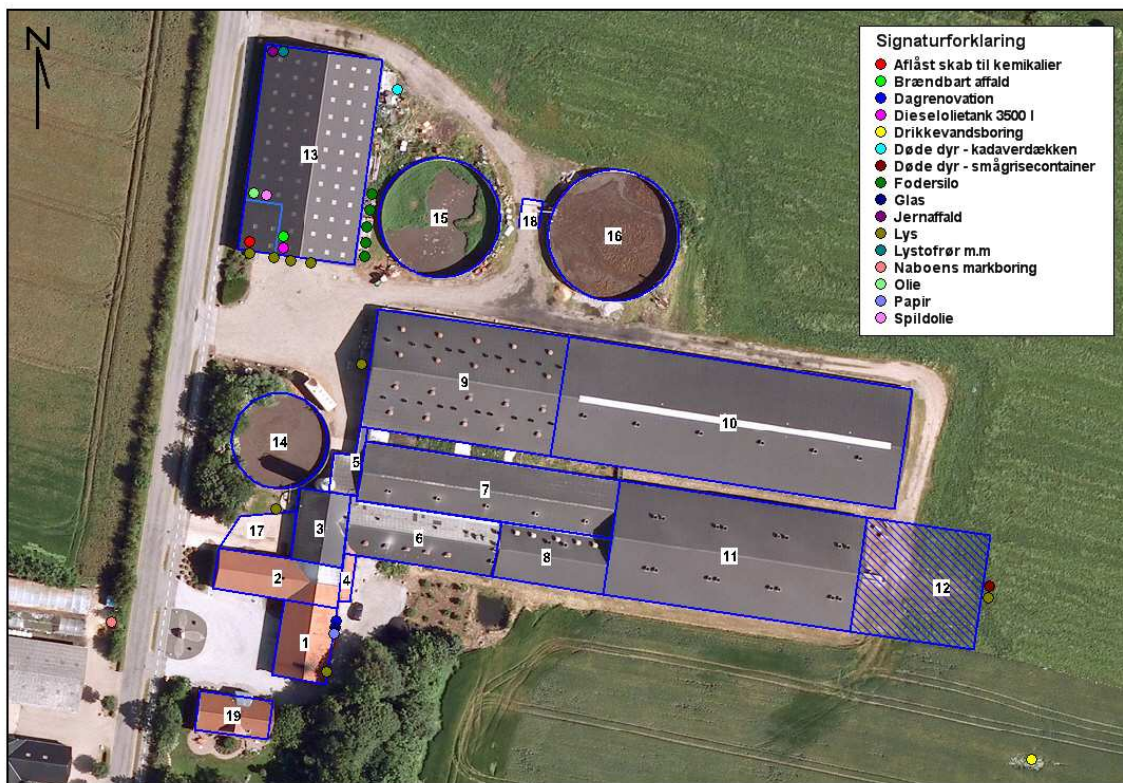 N
Signaturforklaring
Aflåst skab til kemikalier
Brændbart affald
Dagrenovation
Dieselolietank 3500 l
Drikkevandsboring
Døde dyr - kadaverdækken
Døde dyr - smågrisecontainer
Fodersilo
Glas
Jernaffald
Lys
Lystofrør m.m
Naboens markboring
Olie
Papir
Spildolie
13
15
18
16
9
10
14
5
7
3
6
17
8
11
2
4
12
1
19